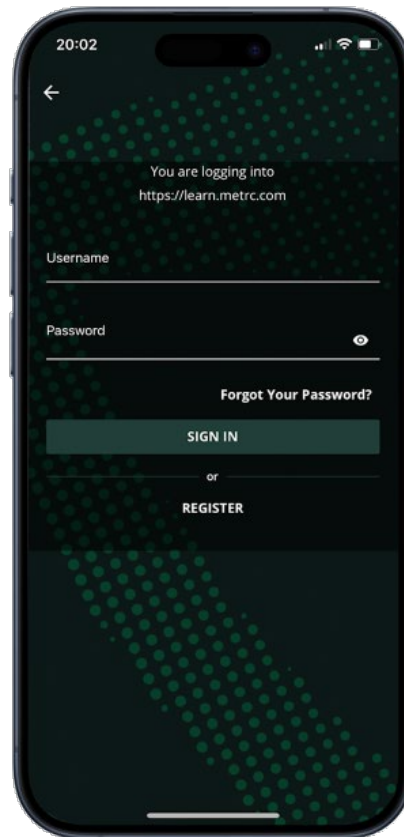 20:02
You are logging into
https://learn.metrc.com
Username
Password
Forgot Your Password?
SIGN IN
or
REGISTER